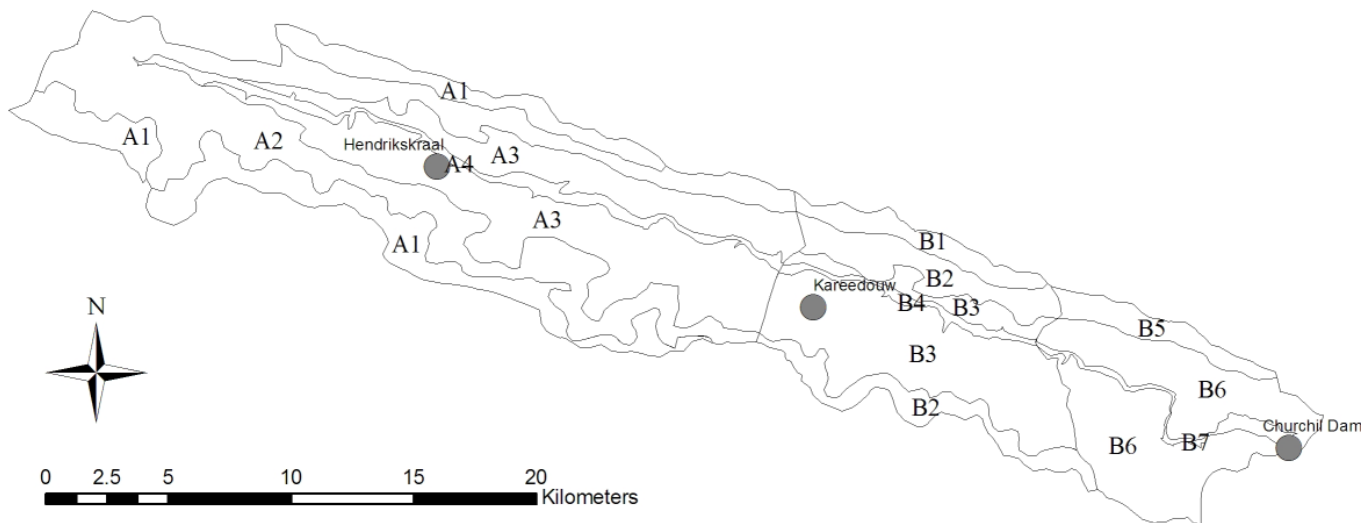 A1
A1
A2
Hendrikskraal
A4
A3
A3
A1
B1
B2
Kareedouw
B4
B3
B5
B3
B6
B2
Churchil Dam
B6
B7
N
0 2.5 5 10 15 20
Kilometers